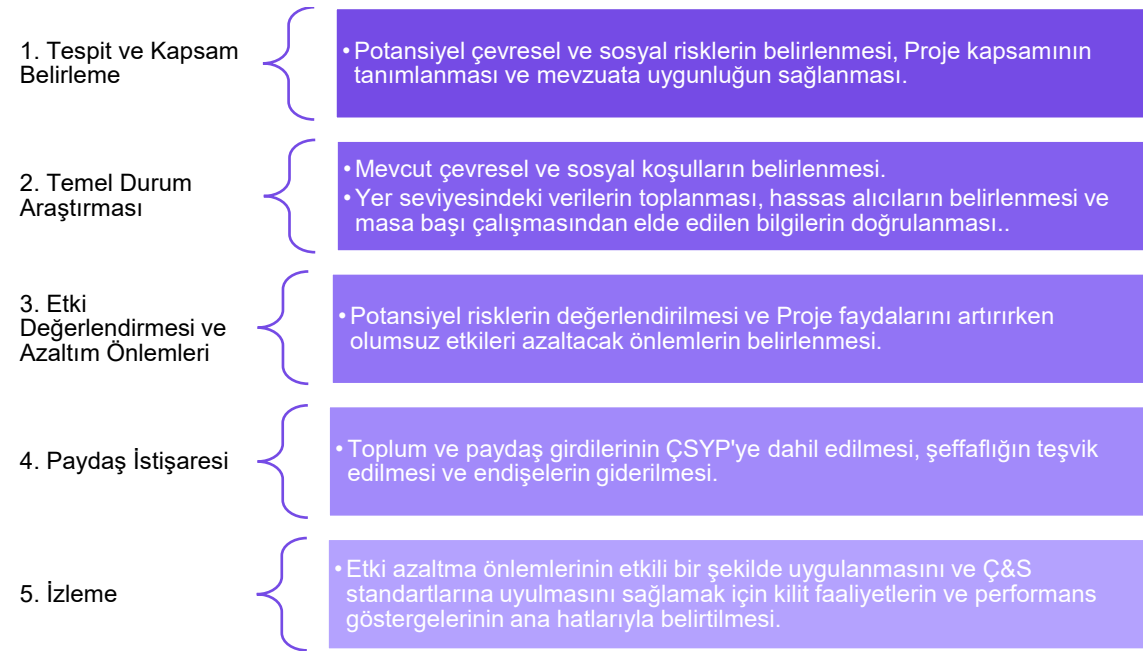 1. Tespit ve Kapsam
Belirleme
• Potansiyel çevresel ve sosyal risklerin belirlenmesi, Proje kapsamının
tanımlanması ve mevzuata uygunluğun sağlanması.
2. Temel Durum
Araştırması
• Mevcut çevresel ve sosyal koşulların belirlenmesi.
• Yer seviyesindeki verilerin toplanması, hassas alıcıların belirlenmesi ve
masa başı çalışmasından elde edilen bilgilerin doğrulanması..
3. Etki
Değerlendirmesi ve
Azaltım Önlemleri
• Potansiyel risklerin değerlendirilmesi ve Proje faydalarını artırırken
olumsuz etkileri azaltacak önlemlerin belirlenmesi.
4. Paydaş İstişaresi
• Toplum ve paydaş girdilerinin ÇSYP'ye dahil edilmesi, şeffaflığın teşvik
edilmesi ve endişelerin giderilmesi.
5. İzleme
• Etki azaltma önlemlerinin etkili bir şekilde uygulanmasını ve Ç&S
standartlarına uyulmasını sağlamak için kilit faaliyetlerin ve performans
göstergelerinin ana hatlarıyla belirtilmesi.